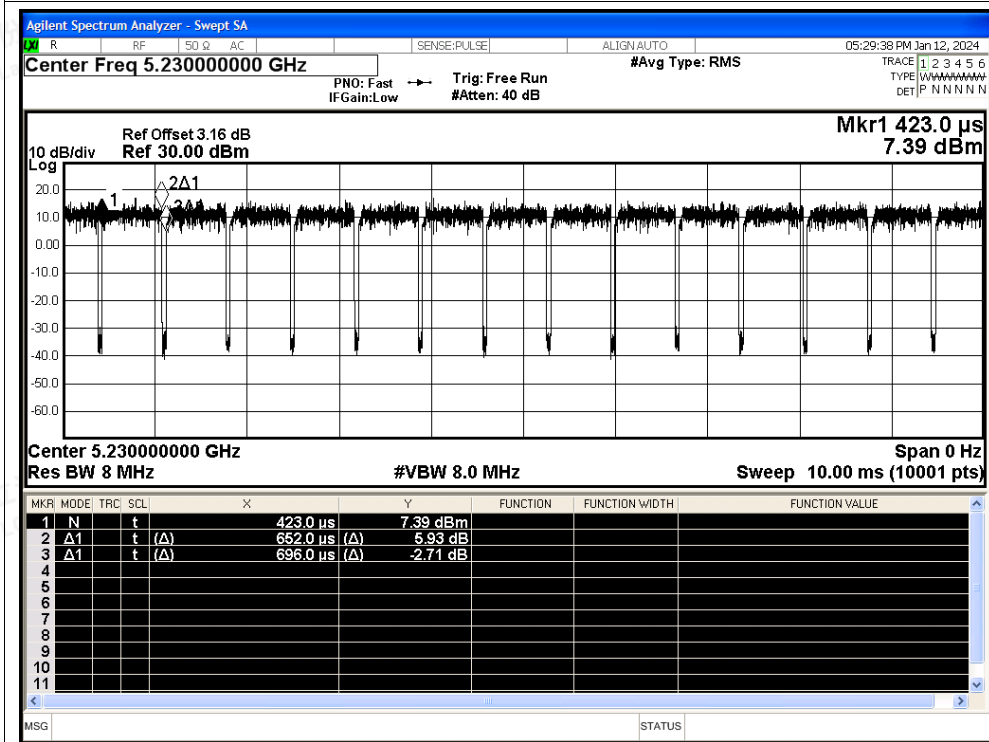 Agilent Spectrum Analyzer - Swept SA
LXI R RF 50 Ω AC SENSE:PULSE ALIGN AUTO 05:29:38 PM Jan 12, 2024
Center Freq 5.230000000 GHz #Avg Type: RMS TRACE 1 2 3 4 5 6
PNO: Fast Trig: Free Run TYPE
IFGain:Low #Atten: 40 dB DET P N N N N N
Mkr1 423.0 µs
Ref Offset 3.16 dB
10 dB/div Ref 30.00 dBm 7.39 dBm
Log
20.0
1 2Δ1
10.0
0.00
-10.0
-20.0
-30.0
-40.0
-50.0
-60.0
Center 5.230000000 GHz Span 0 Hz
Res BW 8 MHz #VBW 8.0 MHz Sweep 10.00 ms (10001 pts)
MKR MODE TRC SCL X Y FUNCTION FUNCTION WIDTH FUNCTION VALUE
1 N t 423.0 µs 7.39 dBm
2 Δ1 t (Δ) 652.0 µs (Δ) 5.93 dB
3 Δ1 t (Δ) 696.0 µs (Δ) -2.71 dB
4
5
6
7
8
9
10
11
MSG STATUS